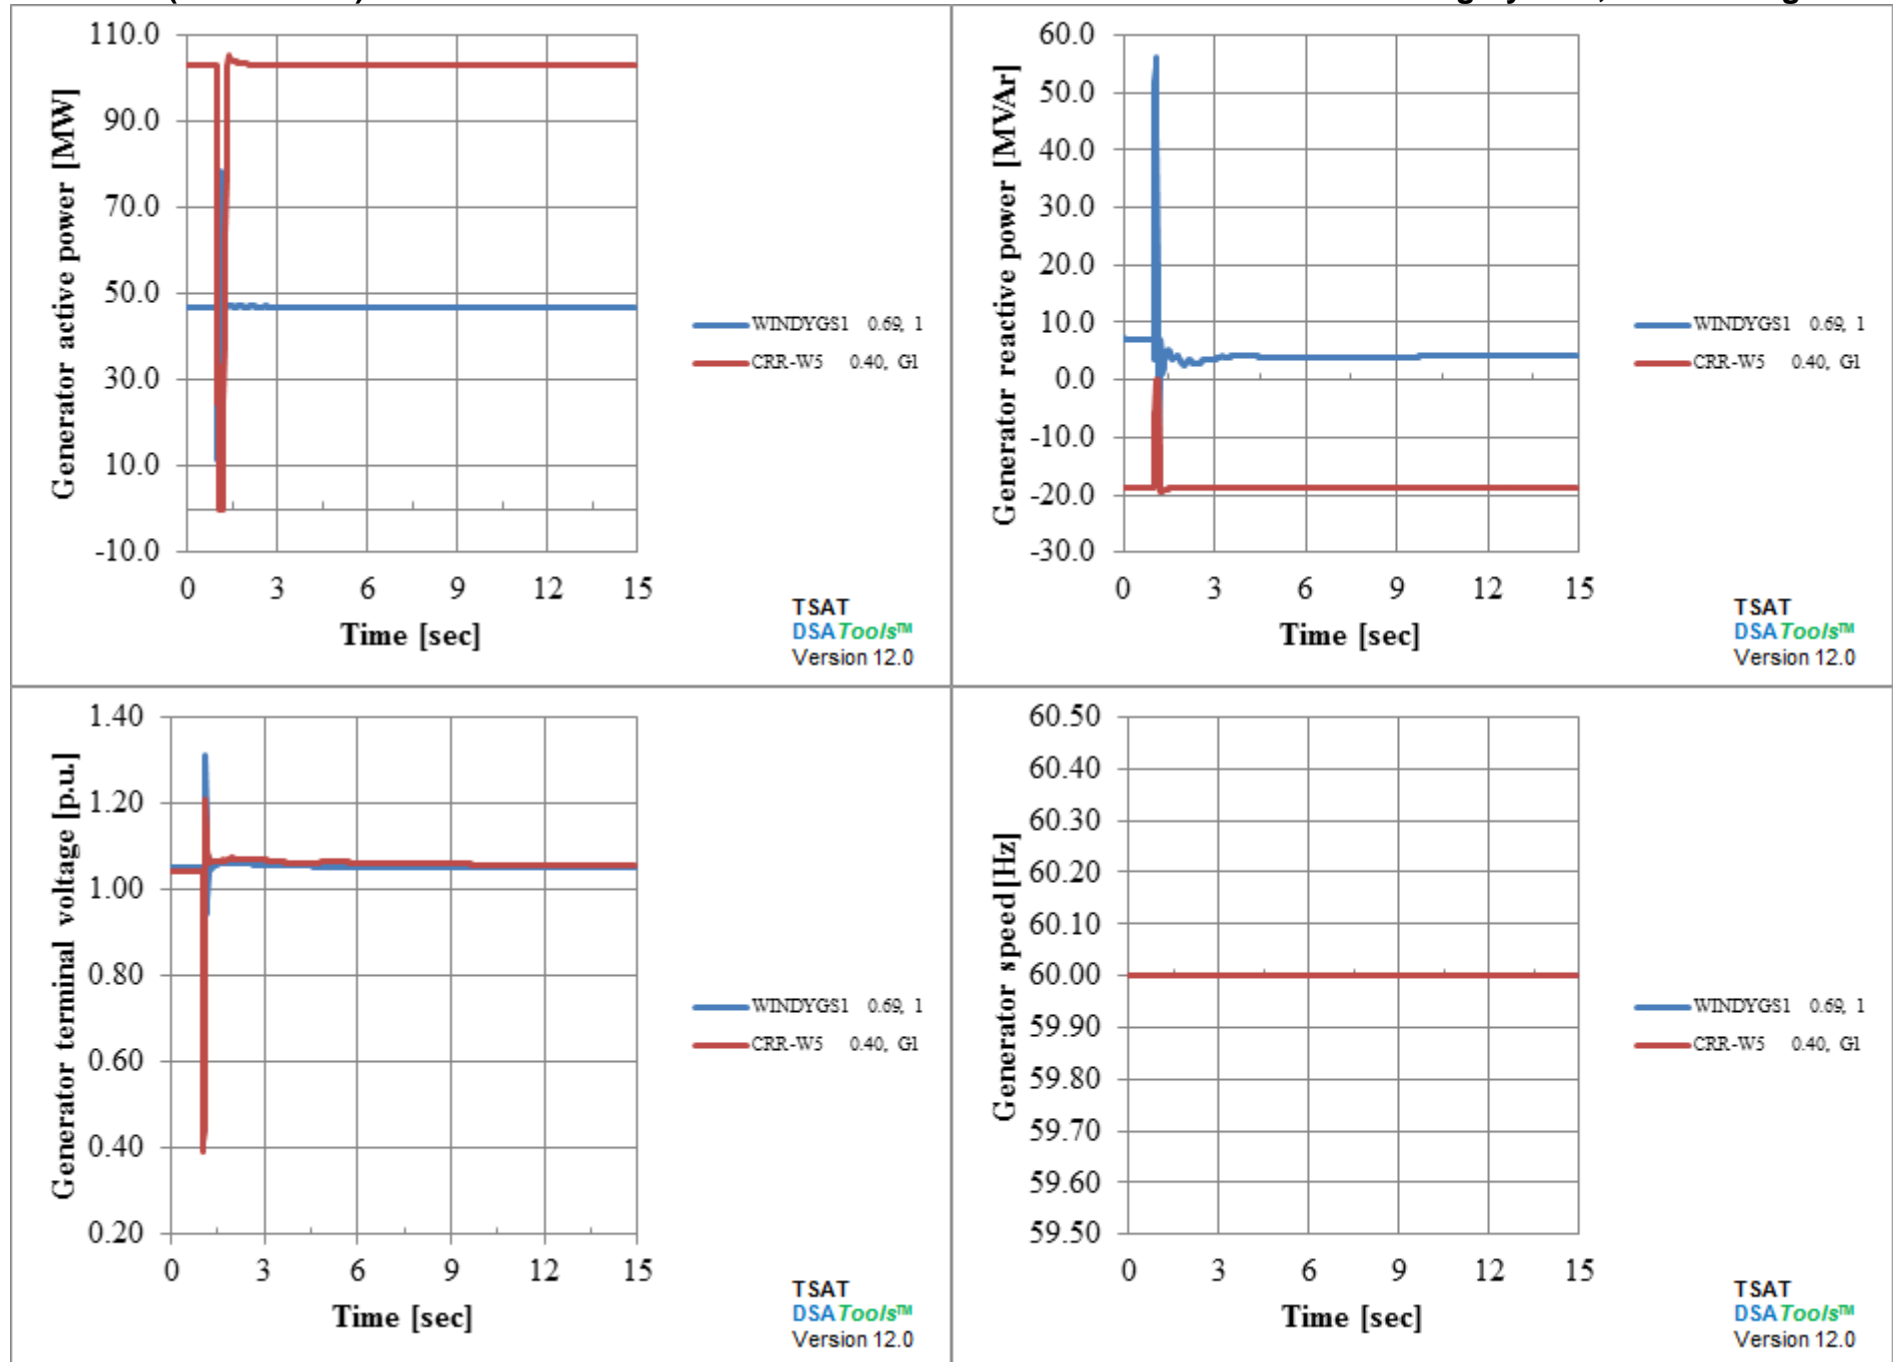 Generator active power [MW]
110.0
90.0
70.0
50.0
30.0
10.0
-10.0
0 3 6 9 12 15
Time [sec]
WINDYGS1 0.69, 1
CRR-W5 0.40, G1
TSAT
DSATools™
Version 12.0
Generator reactive power [MVAr]
60.0
50.0
40.0
30.0
20.0
10.0
0.0
-10.0
-20.0
-30.0
0 3 6 9 12 15
Time [sec]
WINDYGS1 0.69, 1
CRR-W5 0.40, G1
TSAT
DSATools™
Version 12.0
Generator terminal voltage [p.u.]
1.40
1.20
1.00
0.80
0.60
0.40
0.20
0 3 6 9 12 15
Time [sec]
WINDYGS1 0.69, 1
CRR-W5 0.40, G1
TSAT
DSATools™
Version 12.0
Generator speed[Hz]
60.50
60.40
60.30
60.20
60.10
60.00
59.90
59.80
59.70
59.60
59.50
0 3 6 9 12 15
Time [sec]
WINDYGS1 0.69, 1
CRR-W5 0.40, G1
TSAT
DSATools™
Version 12.0